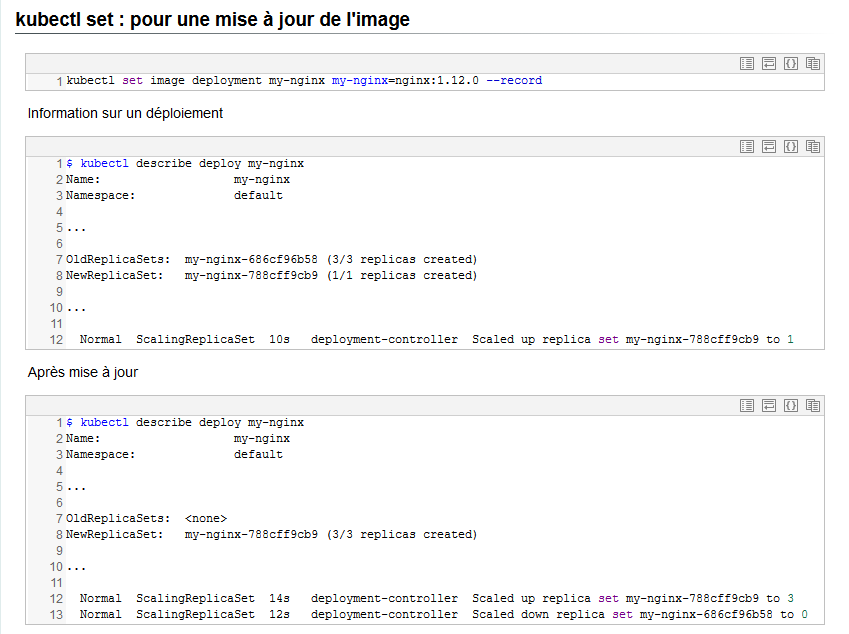 kubectl set : pour une mise à jour de l'image
1 kubectl set image deployment my-nginx my-nginx=nginx:1.12.0 --record
Information sur un déploiement
1 $ kubectl describe deploy my-nginx
2 Name:                   my-nginx
3 Namespace:              default
4
5 ...
6
7 OldReplicaSets:  my-nginx-686cf96b58 (3/3 replicas created)
8 NewReplicaSet:   my-nginx-788cff9cb9 (1/1 replicas created)
9
10 ...
11
12   Normal  ScalingReplicaSet  10s   deployment-controller  Scaled up replica set my-nginx-788cff9cb9 to 1
Après mise à jour
1 $ kubectl describe deploy my-nginx
2 Name:                   my-nginx
3 Namespace:              default
4
5 ...
6
7 OldReplicaSets:  <none>
8 NewReplicaSet:   my-nginx-788cff9cb9 (3/3 replicas created)
9
10 ...
11
12   Normal  ScalingReplicaSet  14s   deployment-controller  Scaled up replica set my-nginx-788cff9cb9 to 3
13   Normal  ScalingReplicaSet  12s   deployment-controller  Scaled down replica set my-nginx-686cf96b58 to 0